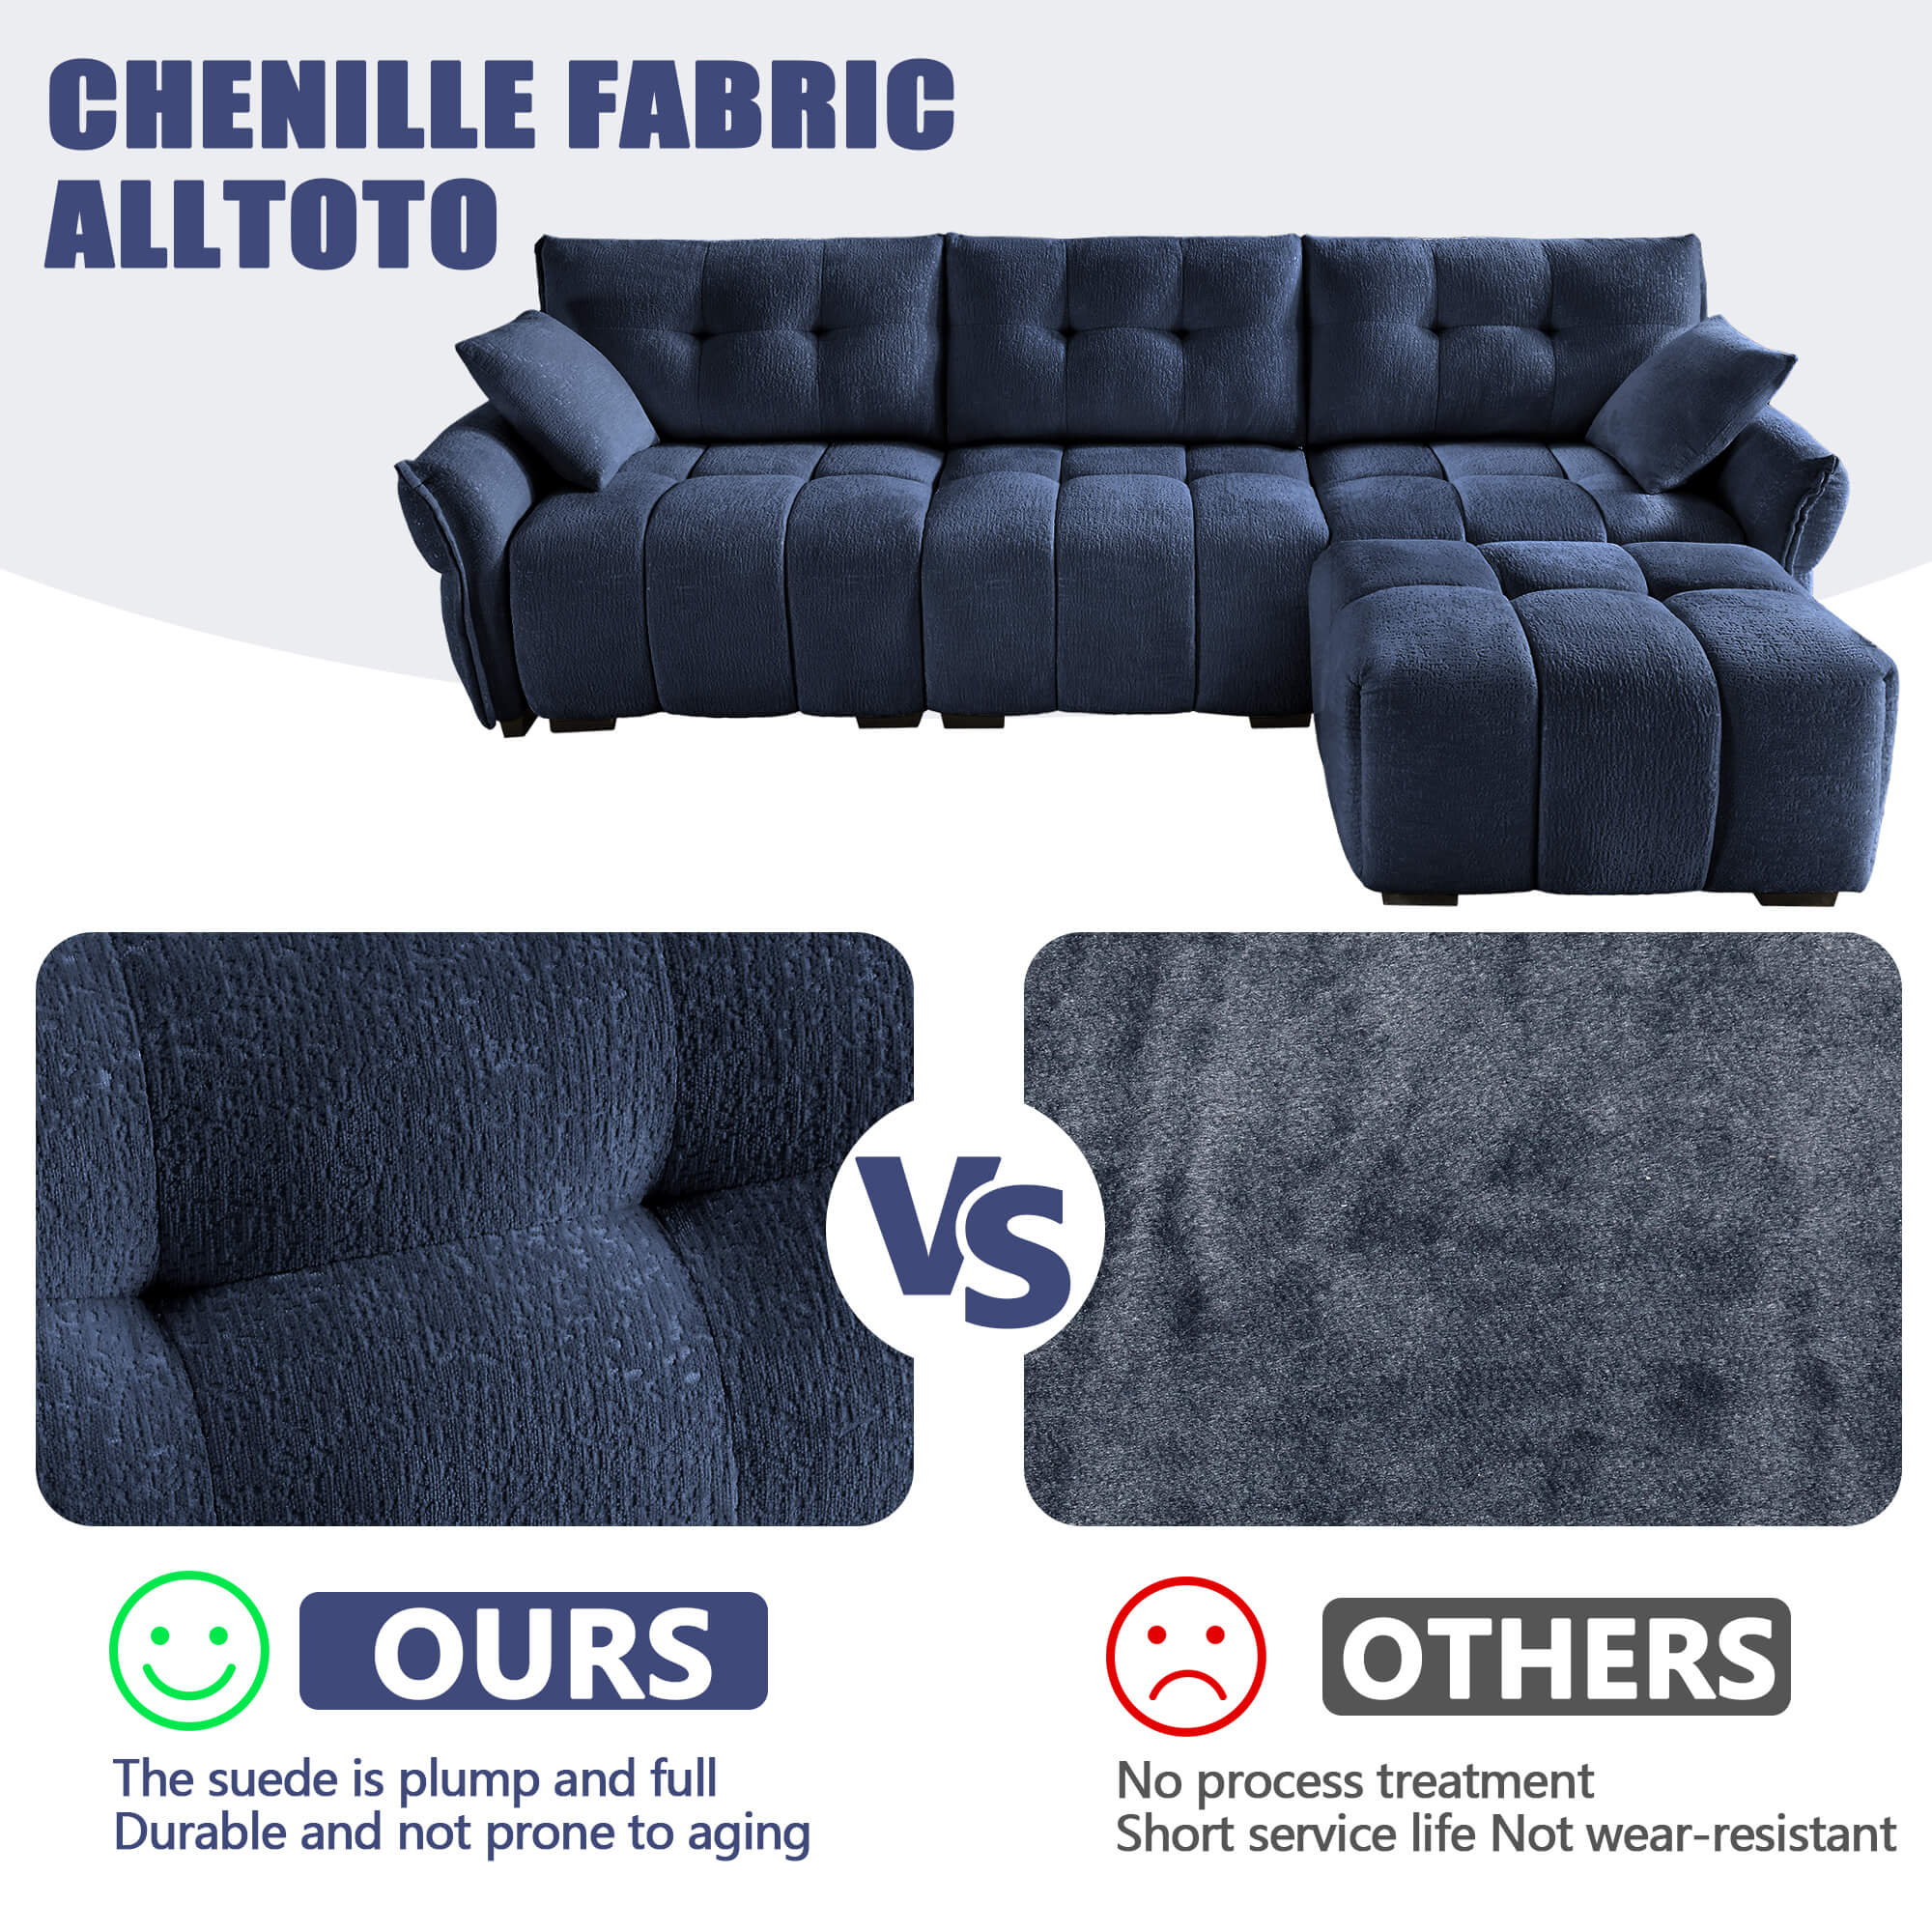 CHENILLE FABRIC
ALLTOTO
VS
OURS
The suede is plump and full
Durable and not prone to aging
OTHERS
No process treatment
Short service life Not wear-resistant